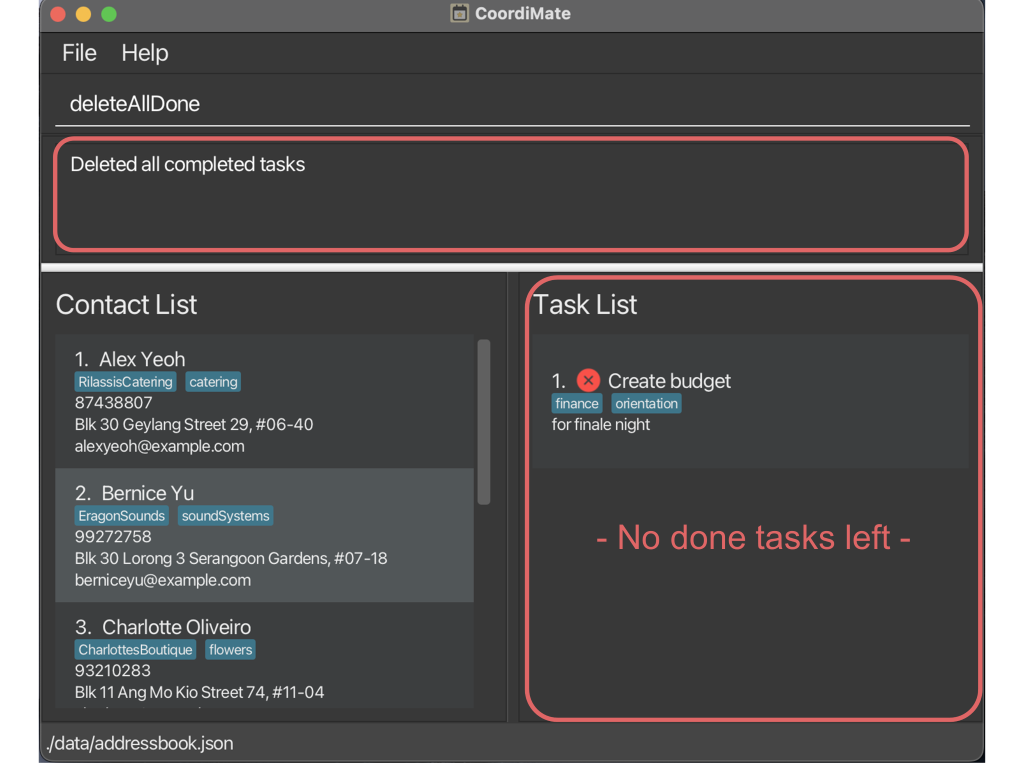 CoordiMate
File Help
deleteAllDone
Deleted all completed tasks
Contact List
1. Alex Yeoh
RilassisCatering catering
87438807
Blk 30 Geylang Street 29, #06-40
alexyeoh@example.com
2. Bernice Yu
EragonSounds soundSystems
99272758
Blk 30 Lorong 3 Serangoon Gardens, #07-18
berniceyu@example.com
3. Charlotte Oliveiro
CharlottesBoutique flowers
93210283
Blk 11 Ang Mo Kio Street 74, #11-04
Task List
1. Create budget
finance orientation
for finale night
- No done tasks left -
./data/addressbook.json